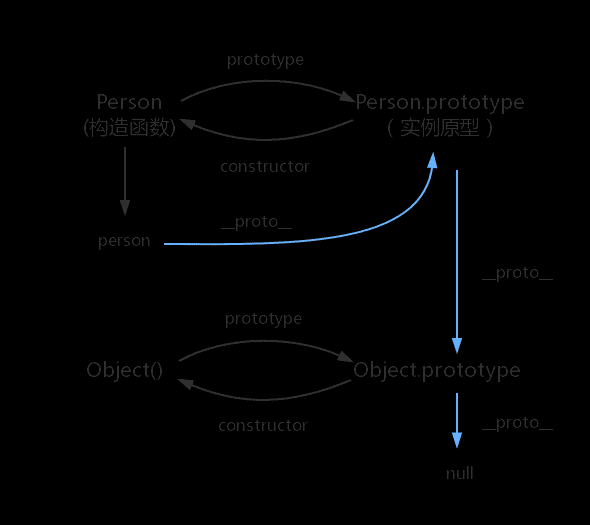 prototype
Person
(构造函数)
Person.prototype
( 实例原型 )
constructor
__proto__
person
__proto__
prototype
Object()
Object.prototype
constructor
__proto__
null